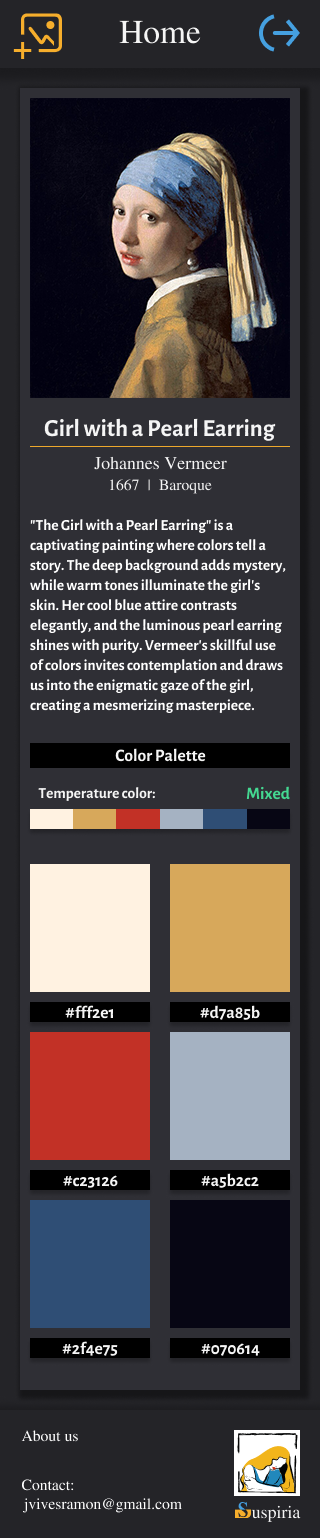 Home
Girl with a Pearl Earring
Johannes Vermeer
1667 | Baroque
"The Girl with a Pearl Earring" is a
captivating painting where colors tell a
story. The deep background adds mystery,
while warm tones illuminate the girl's
skin. Her cool blue attire contrasts
elegantly, and the luminous pearl earring
shines with purity. Vermeer's skillful use
of colors invites contemplation and draws
us into the enigmatic gaze of the girl,
creating a mesmerizing masterpiece.
Color Palette
Temperature color: Mixed
#fff2e1 #d7a85b
#c23126 #a5b2c2
#2f4e75 #070614
About us
Contact:
jvivesramon@gmail.com
Suspiria